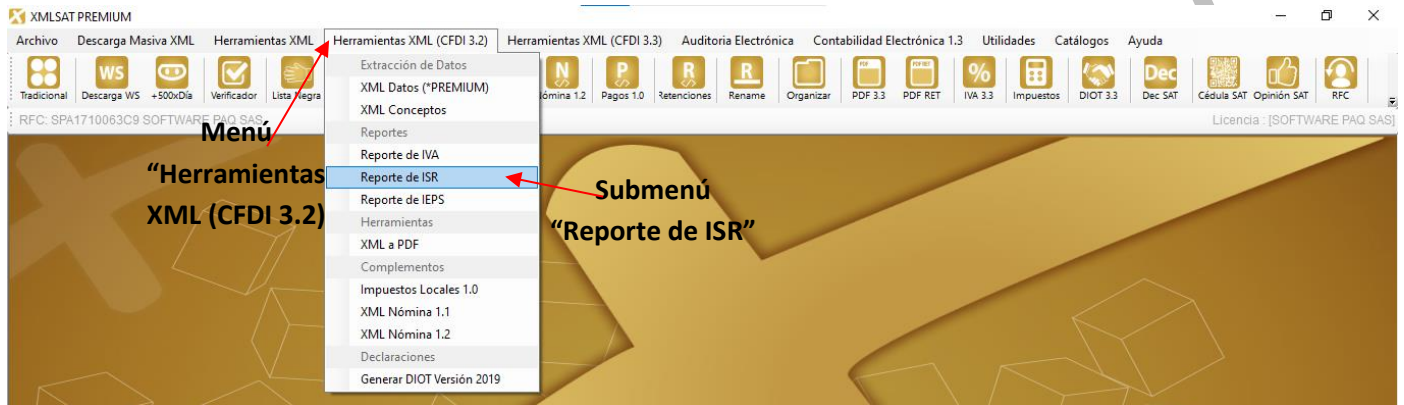 XMLSAT PREMIUM
Archivo Descarga Masiva XML Herramientas XML Herramientas XML (CFDI 3.2) Herramientas XML (CFDI 3.3) Auditoria Electrónica Contabilidad Electrónica 1.3 Utilidades Catálogos Ayuda
WS N P R R PDF PDF RET % Dec
Tradicional Descarga WS +500xDía Verificador Lista Negra ómina 1.2 Pagos 1.0 Retenciones Rename Organizar PDF 3.3 PDF RET IVA 3.3 Impuestos DIOT 3.3 Dec SAT Cédula SAT Opinión SAT RFC
RFC: SPA1710063C9 SOFTWARE PAQ SAS Licencia : [SOFTWARE PAQ SAS]
Extracción de Datos
XML Datos (*PREMIUM)
XML Conceptos
Reportes
Reporte de IVA
Reporte de ISR
Reporte de IEPS
Herramientas
XML a PDF
Complementos
Impuestos Locales 1.0
XML Nómina 1.1
XML Nómina 1.2
Declaraciones
Generar DIOT Versión 2019
Menú
“Herramientas
XML (CFDI 3.2)
Submenú
“Reporte de ISR”